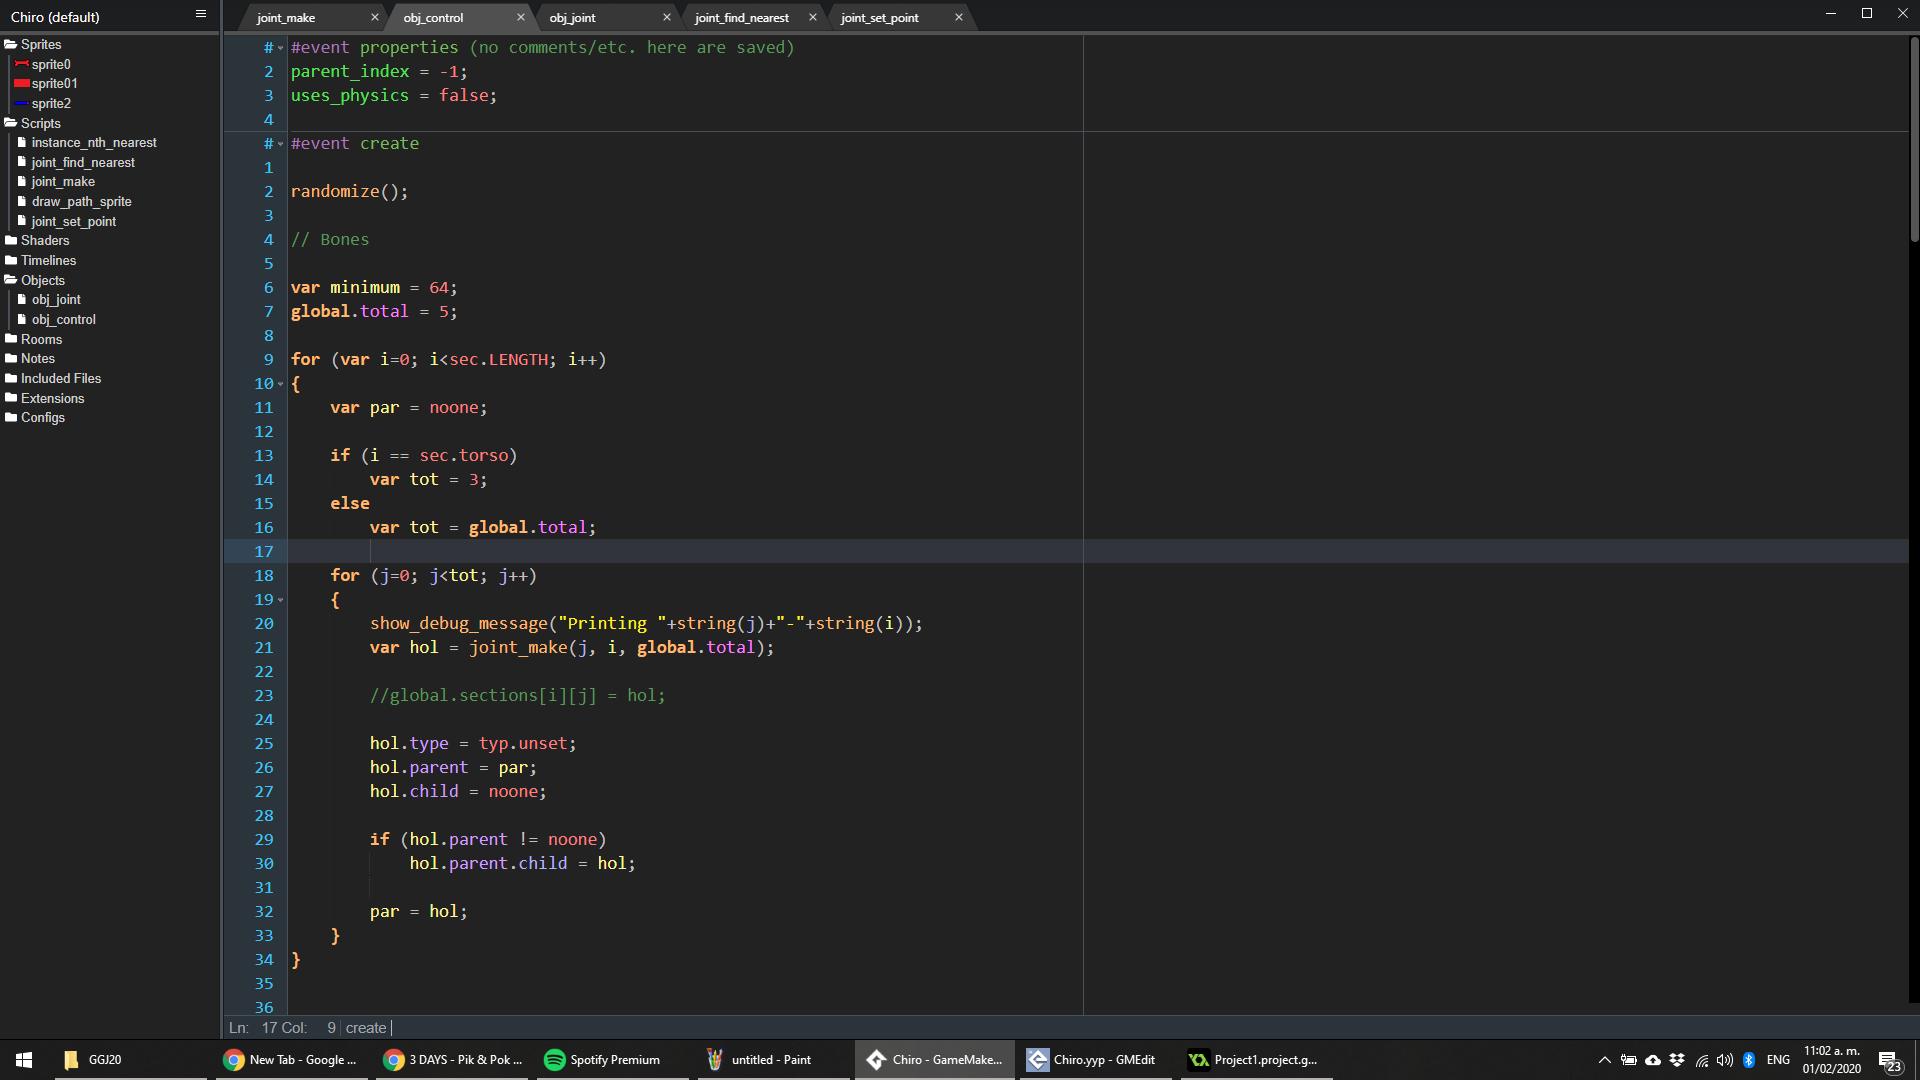 Chiro (default)
joint_make
obj_control
obj_joint
joint_find_nearest
joint_set_point
Sprites
sprite0
sprite01
sprite2
Scripts
instance_nth_nearest
joint_find_nearest
joint_make
draw_path_sprite
joint_set_point
Shaders
Timelines
Objects
obj_joint
obj_control
Rooms
Notes
Included Files
Extensions
Configs
# #event properties (no comments/etc. here are saved)
2 parent_index = -1;
3 uses_physics = false;
4
# #event create
1
2 randomize();
3
4 // Bones
5
6 var minimum = 64;
7 global.total = 5;
8
9 for (var i=0; i<sec.LENGTH; i++)
10 {
11 var par = noone;
12
13 if (i == sec.torso)
14 var tot = 3;
15 else
16 var tot = global.total;
17
18 for (j=0; j<tot; j++)
19 {
20 show_debug_message("Printing "+string(j)+"-"+string(i));
21 var hol = joint_make(j, i, global.total);
22
23 //global.sections[i][j] = hol;
24
25 hol.type = typ.unset;
26 hol.parent = par;
27 hol.child = noone;
28
29 if (hol.parent != noone)
30 hol.parent.child = hol;
31
32 par = hol;
33 }
34 }
35
36
Ln: 17 Col: 9 create
GGJ20
New Tab - Google ...
3 DAYS - Pik & Pok ...
Spotify Premium
untitled - Paint
Chiro - GameMake...
Chiro.yyp - GMEdit
Project1.project.g...
ENG
11:02 a. m.
01/02/2020
23